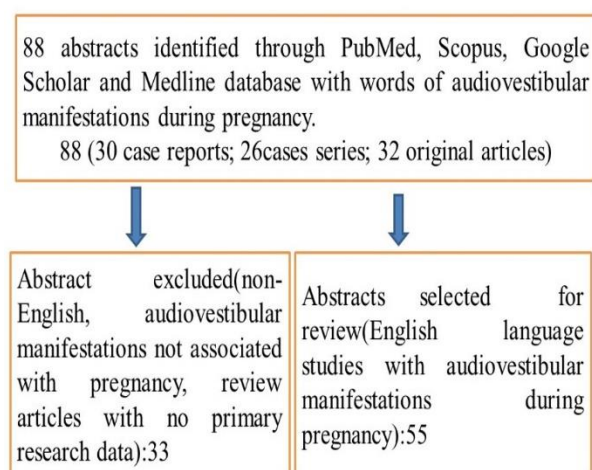 88 abstracts identified through PubMed, Scopus, Google
Scholar and Medline database with words of audiovestibular
manifestations during pregnancy.
88 (30 case reports; 26cases series; 32 original articles)
Abstract excluded(non-
English, audiovestibular
manifestations not associated
with pregnancy, review
articles with no primary
research data):33
Abstracts selected for
review(English language
studies with audiovestibular
manifestations during
pregnancy):55